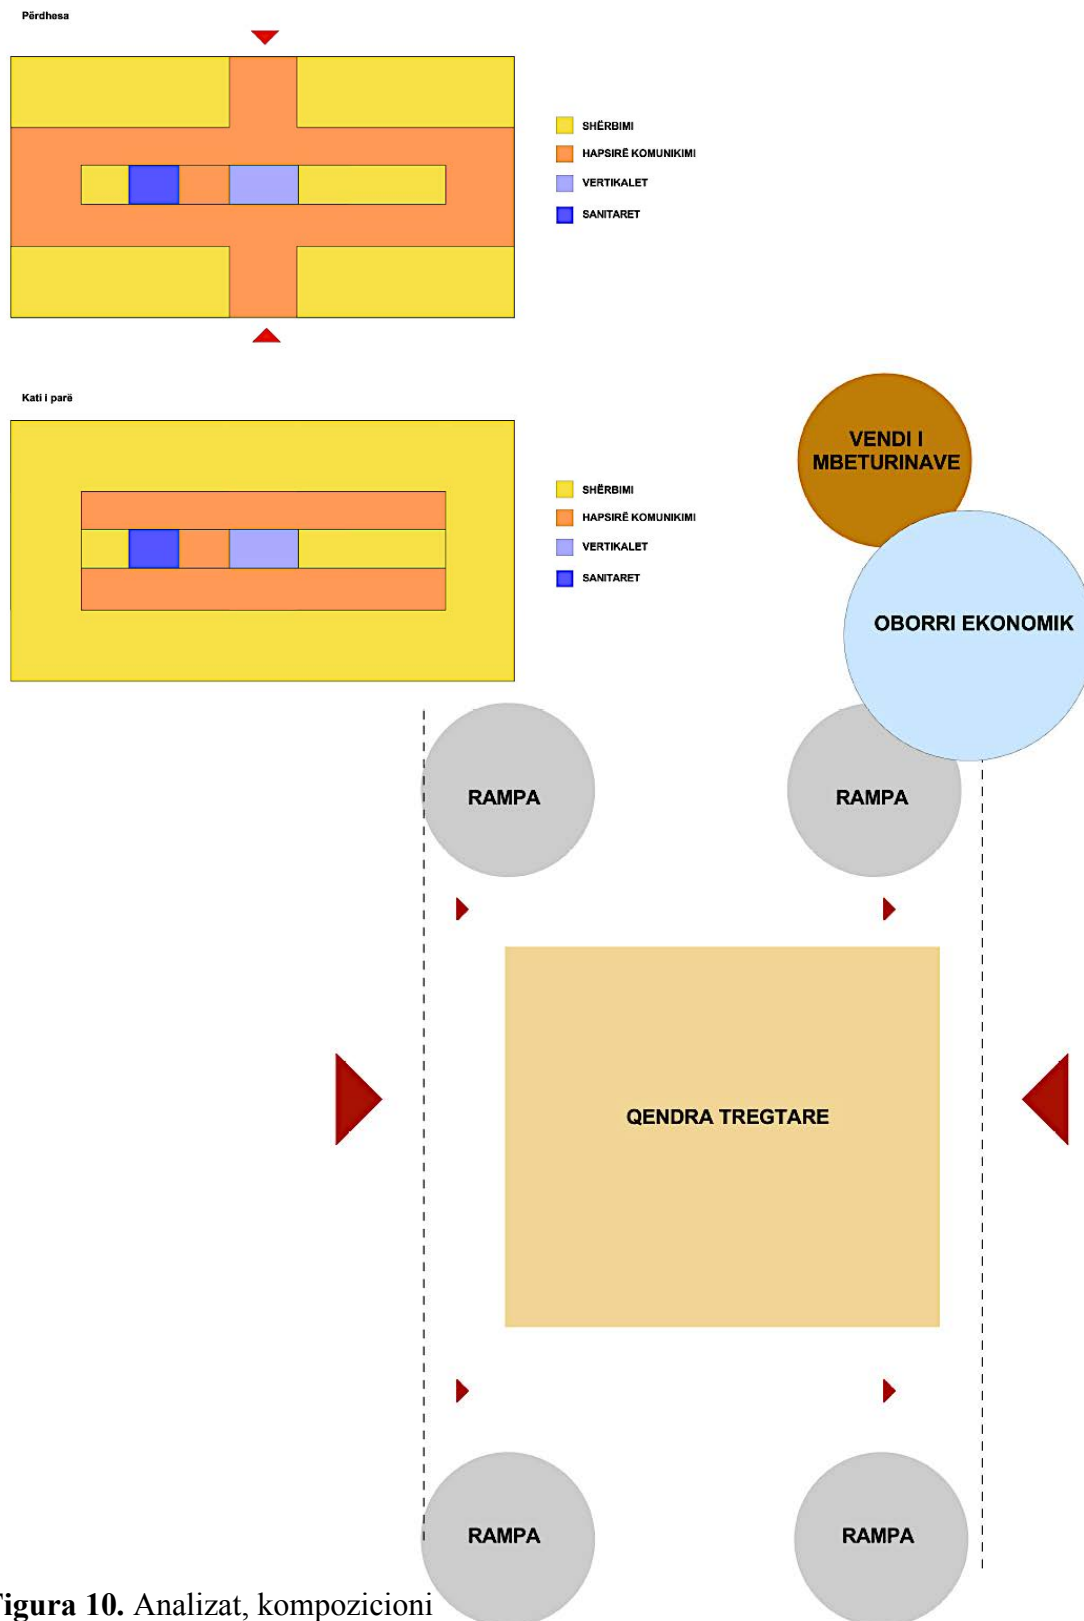 Përdhesa
SHËRBIMI
HAPSIRË KOMUNIKIMI
VERTIKALET
SANITARET
Kati i parë
SHËRBIMI
HAPSIRË KOMUNIKIMI
VERTIKALET
SANITARET
VENDI I
MBETURINAVE
OBORRI EKONOMIK
RAMPA
RAMPA
QENDRA TREGTARE
RAMPA
RAMPA
igura 10. Analizat, kompozicioni